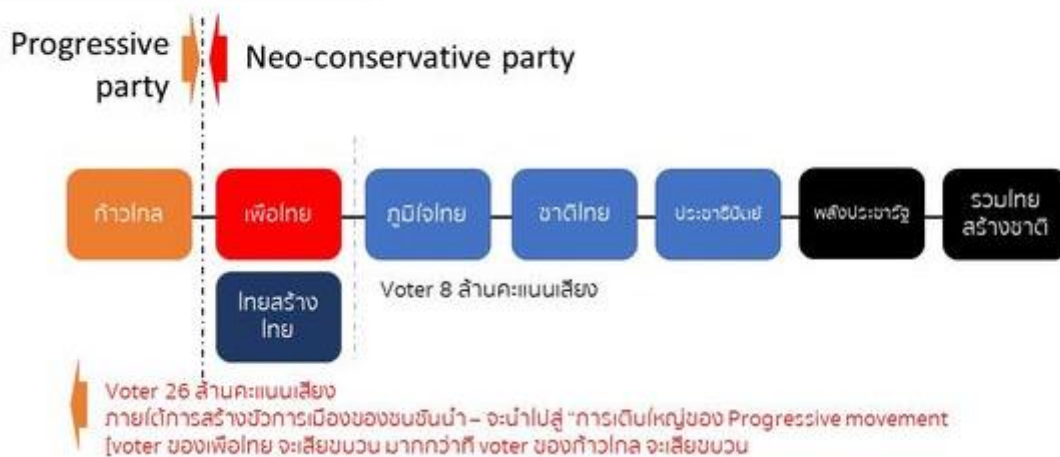 Progressive
party
Neo-conservative party
ก้าวไกล
เพื่อไทย
ภูมิใจไทย
ชาติไทย
ประชาธิปัตย์
พลังประชารัฐ
รวมไทย
สร้างชาติ
ไทยสร้าง
ไทย
Voter 8 ล้านคะแนนเสียง
Voter 26 ล้านคะแนนเสียง
ภายใต้การสร้างขั้วการเมืองของชนชั้นนำ – จะนำไปสู่ “การเติบใหญ่ของ Progressive movement
[voter ของเพื่อไทย จะเสียขบวน มากกว่าที่ voter ของก้าวไกล จะเสียขบวน